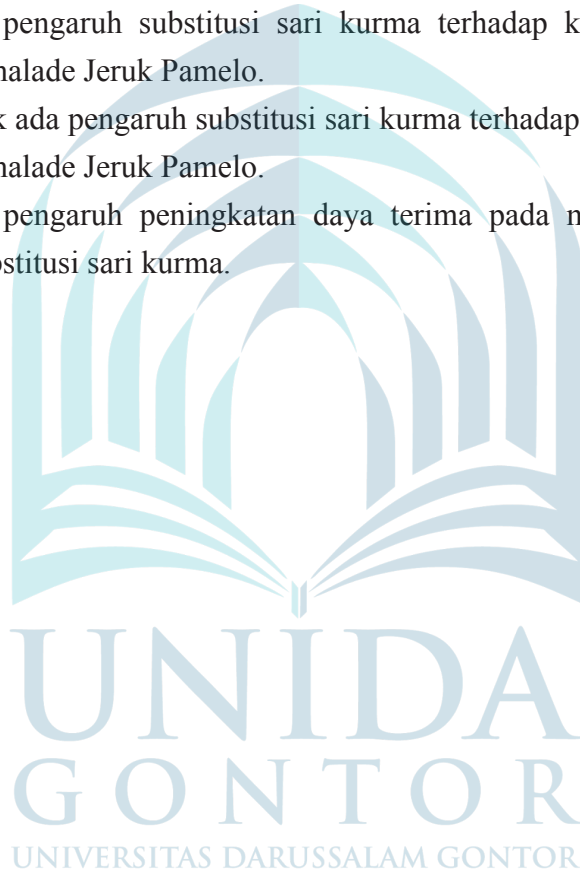 pengaruh substitusi sari kurma terhadap k
nalade Jeruk Pamelo.
k ada pengaruh substitusi sari kurma terhadap
nalade Jeruk Pamelo.
pengaruh peningkatan daya terima pada n
bstitusi sari kurma.
UNIDA
GONTOR
UNIVERSITAS DARUSSALAM GONTOR